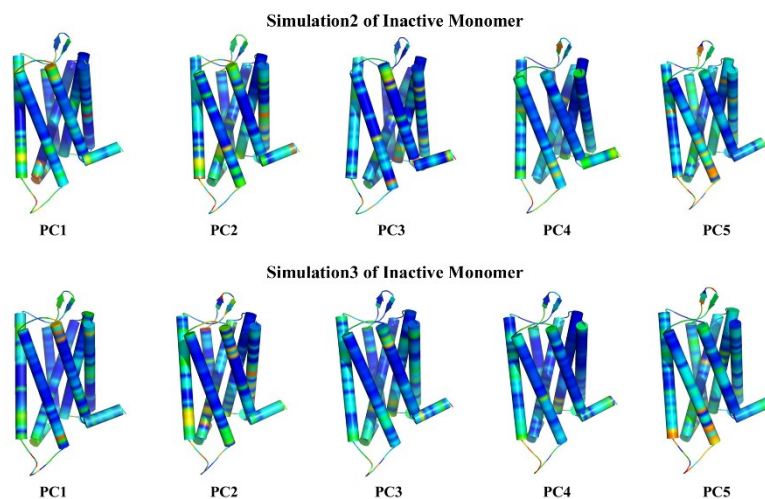 Simulation2 of Inactive Monomer
PC1 PC2 PC3 PC4 PC5
Simulation3 of Inactive Monomer
PC1 PC2 PC3 PC4 PC5